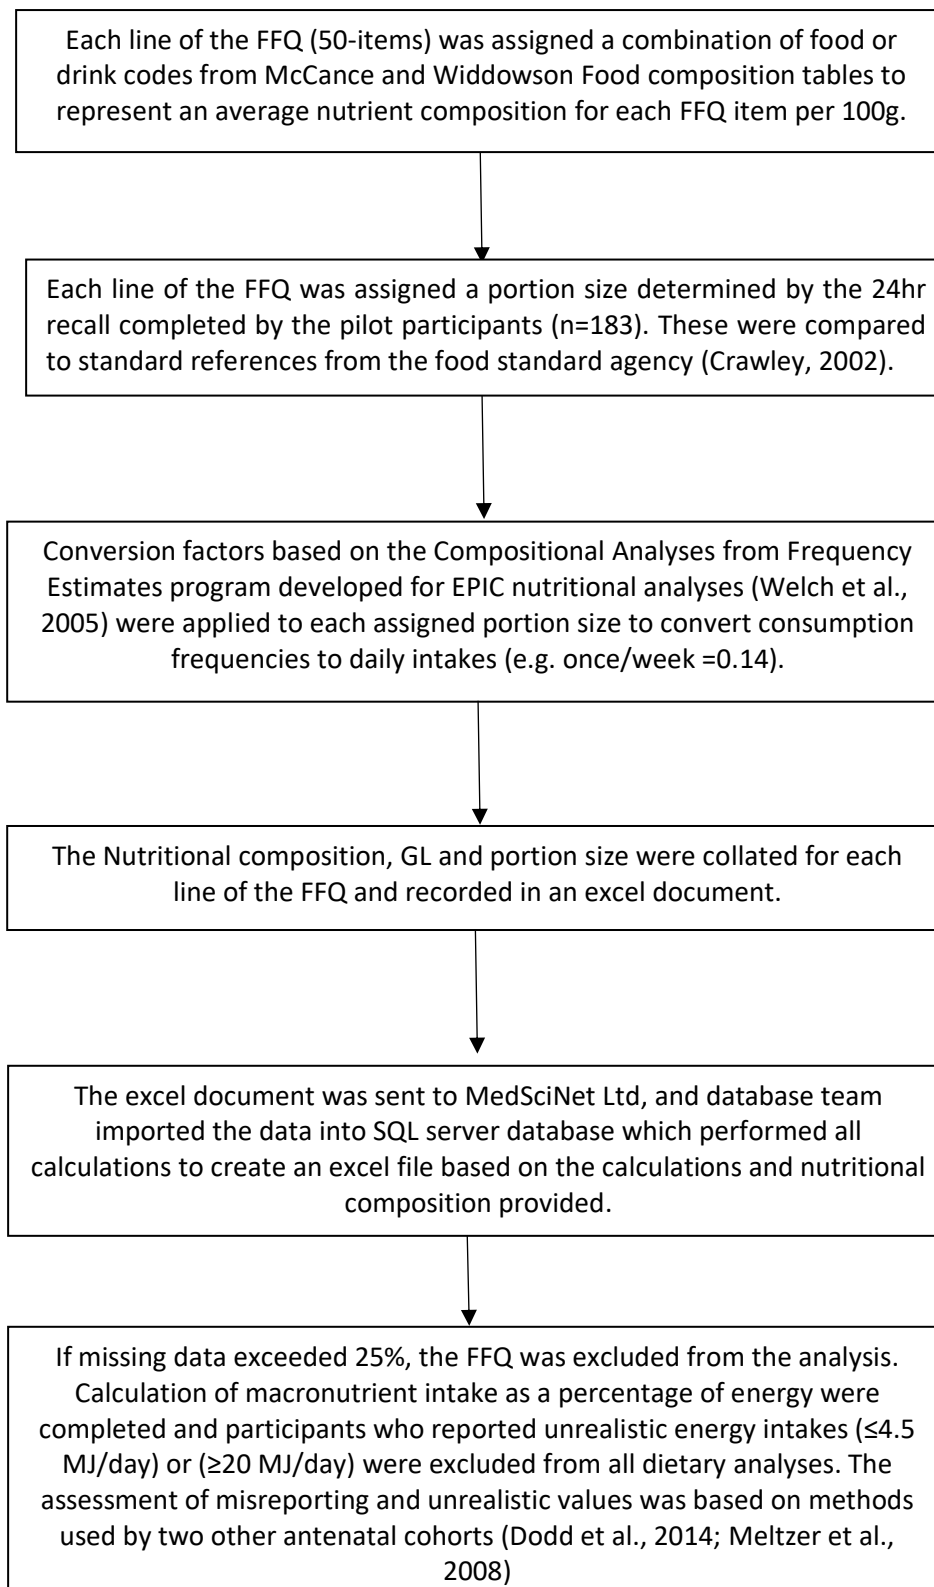 Each line of the FFQ (50-items) was assigned a combination of food or
drink codes from McCance and Widdowson Food composition tables to
represent an average nutrient composition for each FFQ item per 100g.
Each line of the FFQ was assigned a portion size determined by the 24hr
recall completed by the pilot participants (n=183). These were compared
to standard references from the food standard agency (Crawley, 2002).
Conversion factors based on the Compositional Analyses from Frequency
Estimates program developed for EPIC nutritional analyses (Welch et al.,
2005) were applied to each assigned portion size to convert consumption
frequencies to daily intakes (e.g. once/week =0.14).
The Nutritional composition, GL and portion size were collated for each
line of the FFQ and recorded in an excel document.
The excel document was sent to MedSciNet Ltd, and database team
imported the data into SQL server database which performed all
calculations to create an excel file based on the calculations and nutritional
composition provided.
If missing data exceeded 25%, the FFQ was excluded from the analysis.
Calculation of macronutrient intake as a percentage of energy were
completed and participants who reported unrealistic energy intakes (≤4.5
MJ/day) or (≥20 MJ/day) were excluded from all dietary analyses. The
assessment of misreporting and unrealistic values was based on methods
used by two other antenatal cohorts (Dodd et al., 2014; Meltzer et al.,
2008)